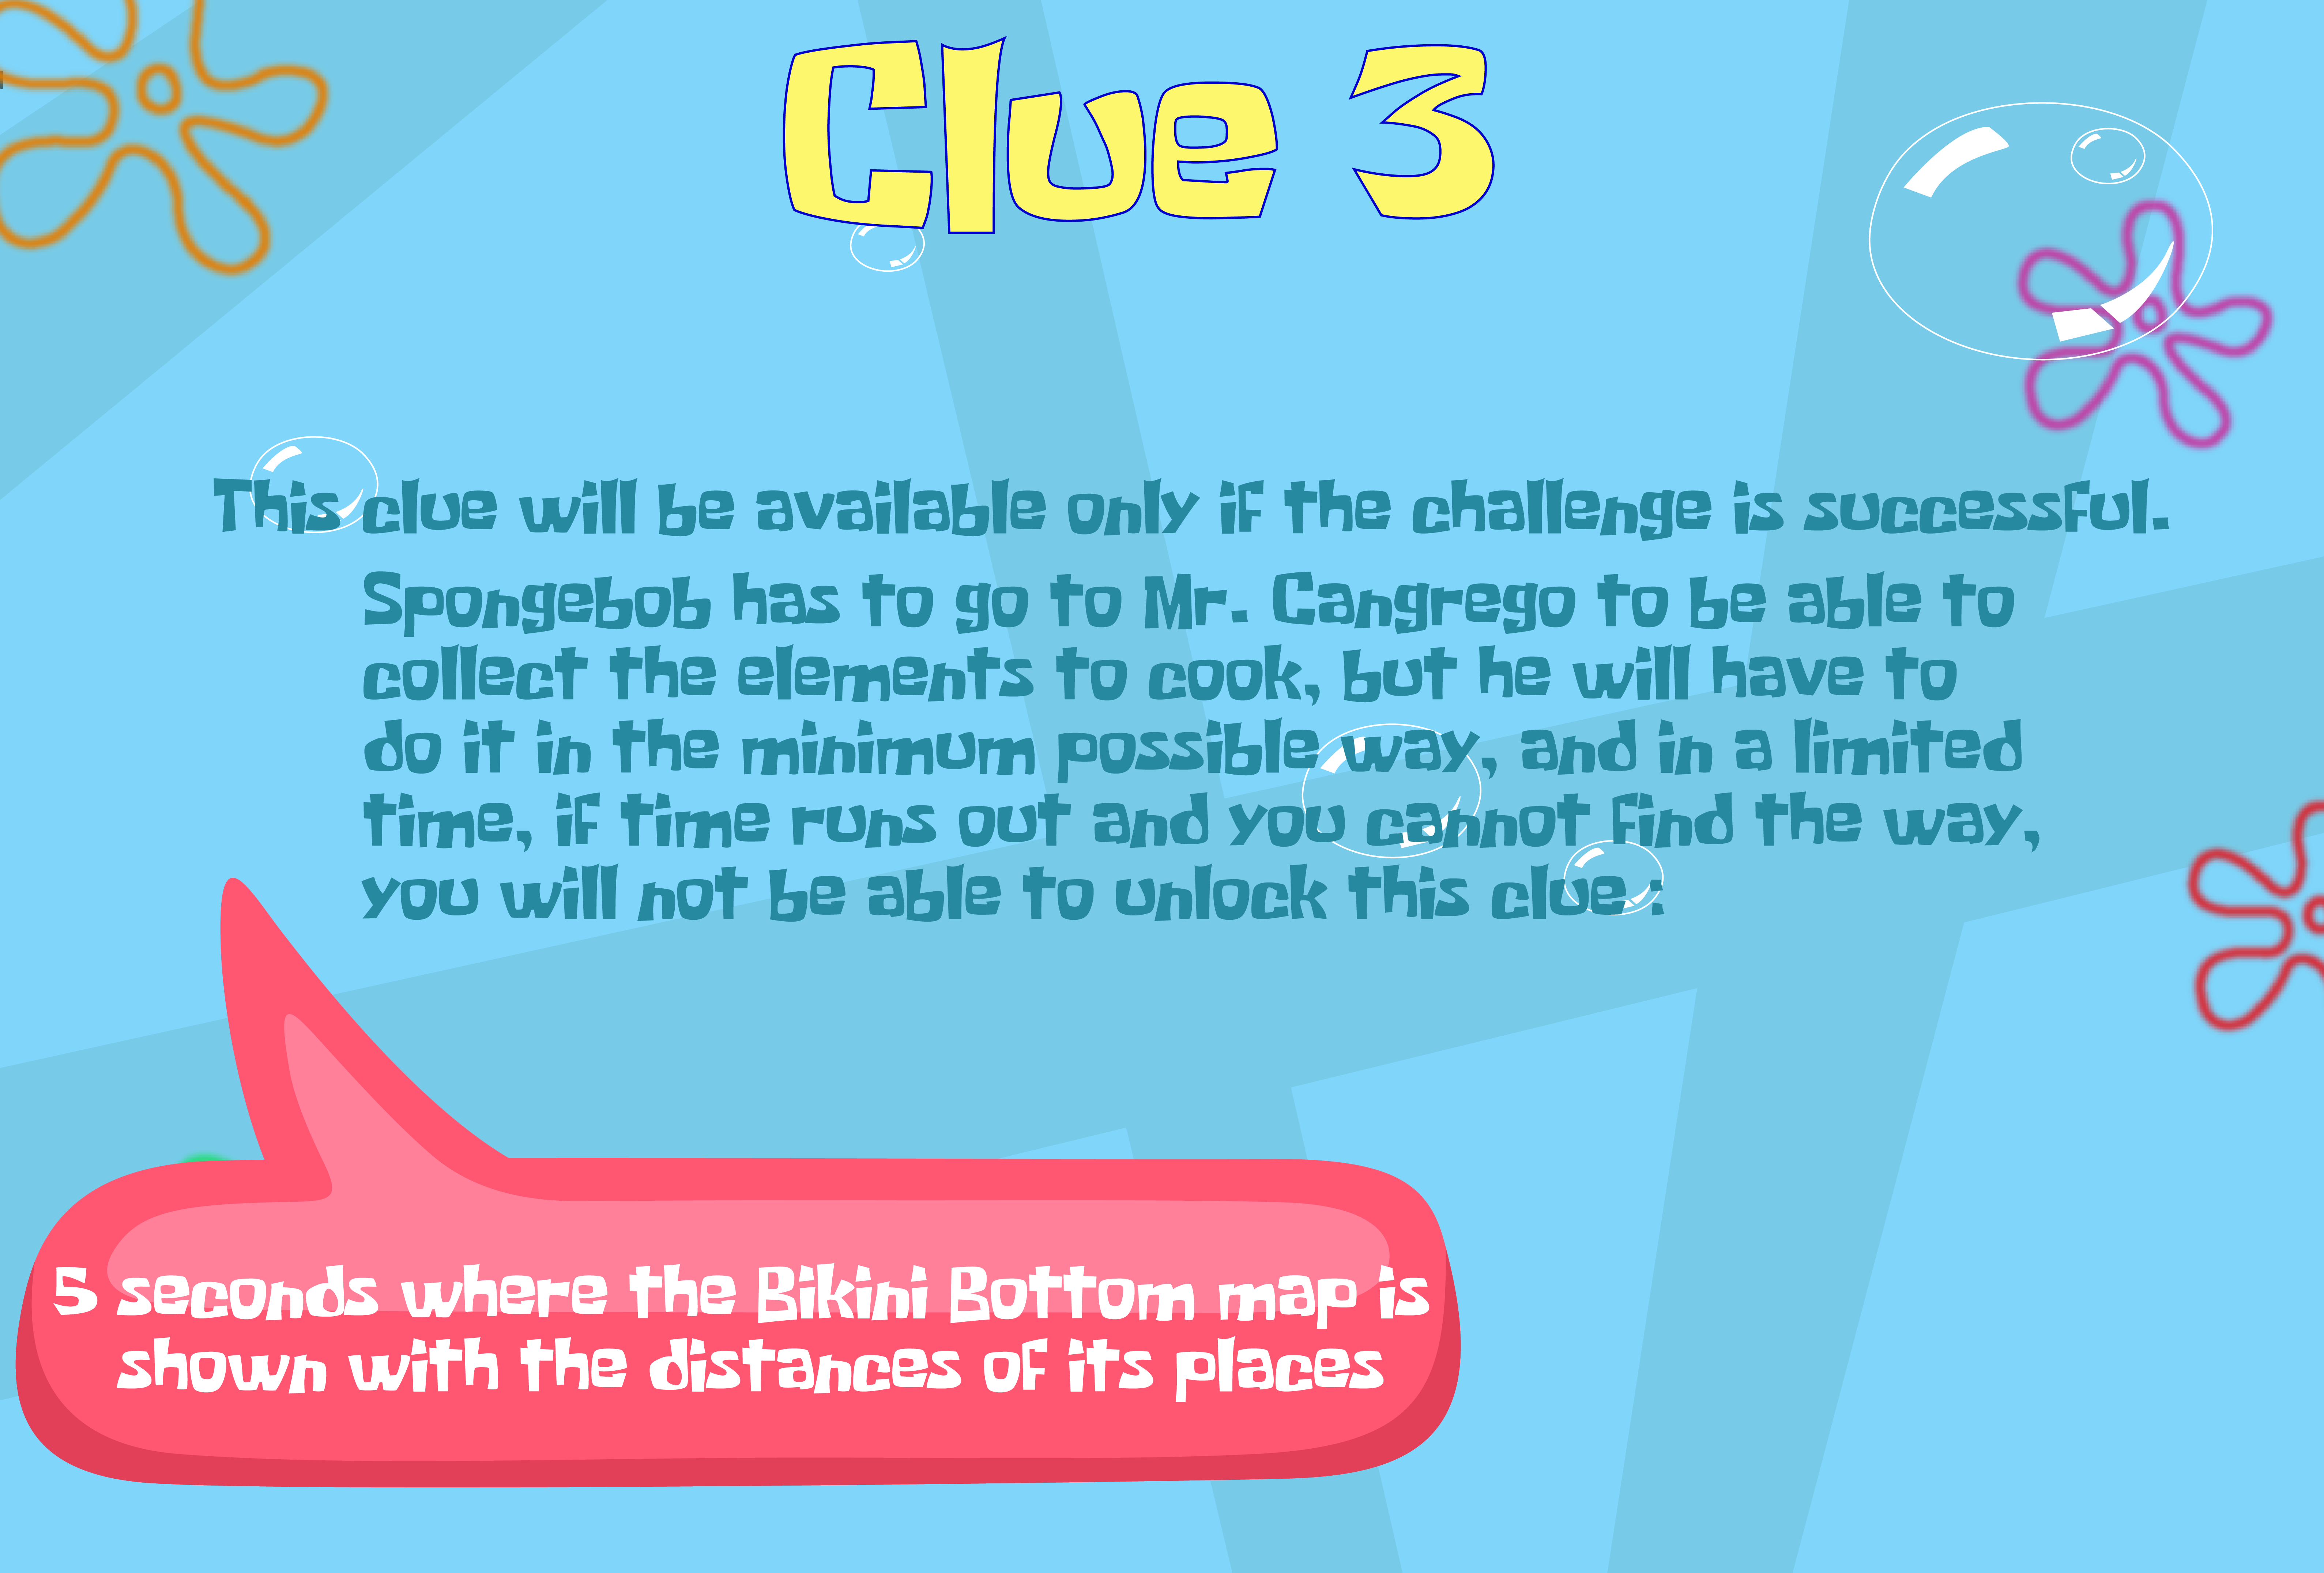 Clue 3
This clue will be available only if the challenge is successful.
Spongebob has to go to Mr. Cangrego to be able to
collect the elements to cook, but he will have to
do it in the minimum possible way, and in a limited
time, if time runs out and you cannot find the way,
you will not be able to unlock this clue :
5 seconds where the Bikini Bottom map is
shown with the distances of its places